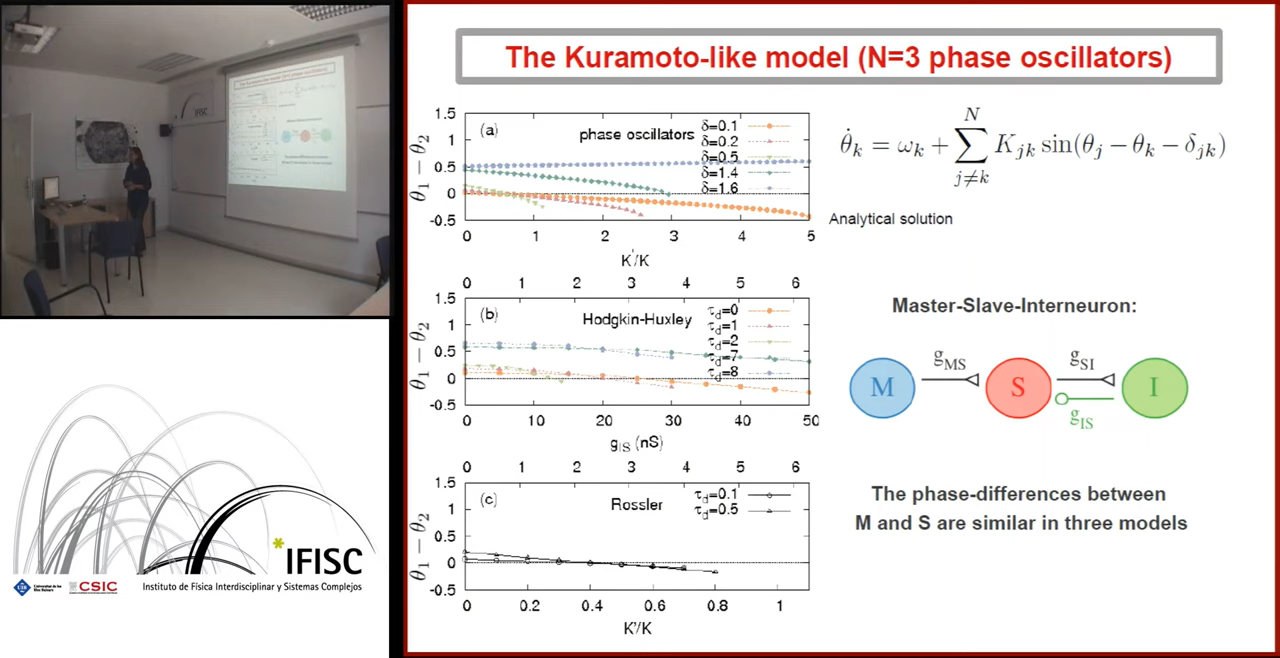 The Kuramoto-like model (N=3 phase oscillators)
1.5
1
0.5
0
-0.5
θ₁ − θ₂
(a)
phase oscillators
δ=0.1
δ=0.2
δ=0.5
δ=1.4
δ=1.6
0 1 2 3 4 5
K'/K
θ̇ₖ = ωₖ + ∑ᴺⱼ≠ₖ Kⱼₖ sin(θⱼ − θₖ − δⱼₖ)
Analytical solution
0 1 2 3 4 5 6
1.5
1
0.5
0
-0.5
θ₁ − θ₂
(b)
Hodgkin-Huxley
τd=0
τd=1
τd=2
τd=7
τd=8
0 10 20 30 40 50
gIS (nS)
Master-Slave-Interneuron:
gMS gSI
M S I
gIS
0 1 2 3 4 5 6
1.5
1
0.5
0
-0.5
θ₁ − θ₂
(c)
Rossler
τd=0.1
τd=0.5
0 0.2 0.4 0.6 0.8 1
K'/K
The phase-differences between
M and S are similar in three models
IFISC
CSIC
Instituto de Física Interdisciplinar y Sistemas Complejos